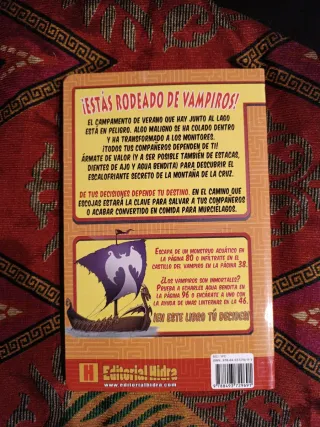 ¡ESTÁS RODEADO DE VAMPIROS!
EL CAMPAMENTO DE VERANO QUE HAY JUNTO AL LAGO
ESTÁ EN PELIGRO. ALGO MALIGNO SE HA COLADO DENTRO
Y HA TRANSFORMADO A LOS MONITORES.
¡TODOS TUS COMPAÑEROS DEPENDEN DE TI!
ÁRMATE DE VALOR (Y A SER POSIBLE TAMBIÉN DE ESTACAS,
DIENTES DE AJO Y AGUA BENDITA) PARA DESCUBRIR EL
ESCALOFRIANTE SECRETO DE LA MONTAÑA DE LA CRUZ.
DE TUS DECISIONES DEPENDE TU DESTINO. EN EL CAMINO QUE
ESCOJAS ESTARÁ LA CLAVE PARA SALVAR A TUS COMPAÑEROS
O ACABAR CONVERTIDO EN COMIDA PARA MURCIÉLAGOS.
ESCAPA DE UN MONSTRUO ACUÁTICO EN
LA PÁGINA 80 O INFÍLTRATE EN EL
CASTILLO DEL VAMPIRO EN LA PÁGINA 38.
¿LOS VAMPIROS SON INMORTALES?
PRUEBA A ECHARLES AGUA BENDITA EN
LA PÁGINA 96 O ENCÁRATE A UNO CON
LA AYUDA DE UNAS LINTERNAS EN LA 46.
¡EN ESTE LIBRO TÚ DECIDES!
H Editorial Hidra
www.editorialhidra.com